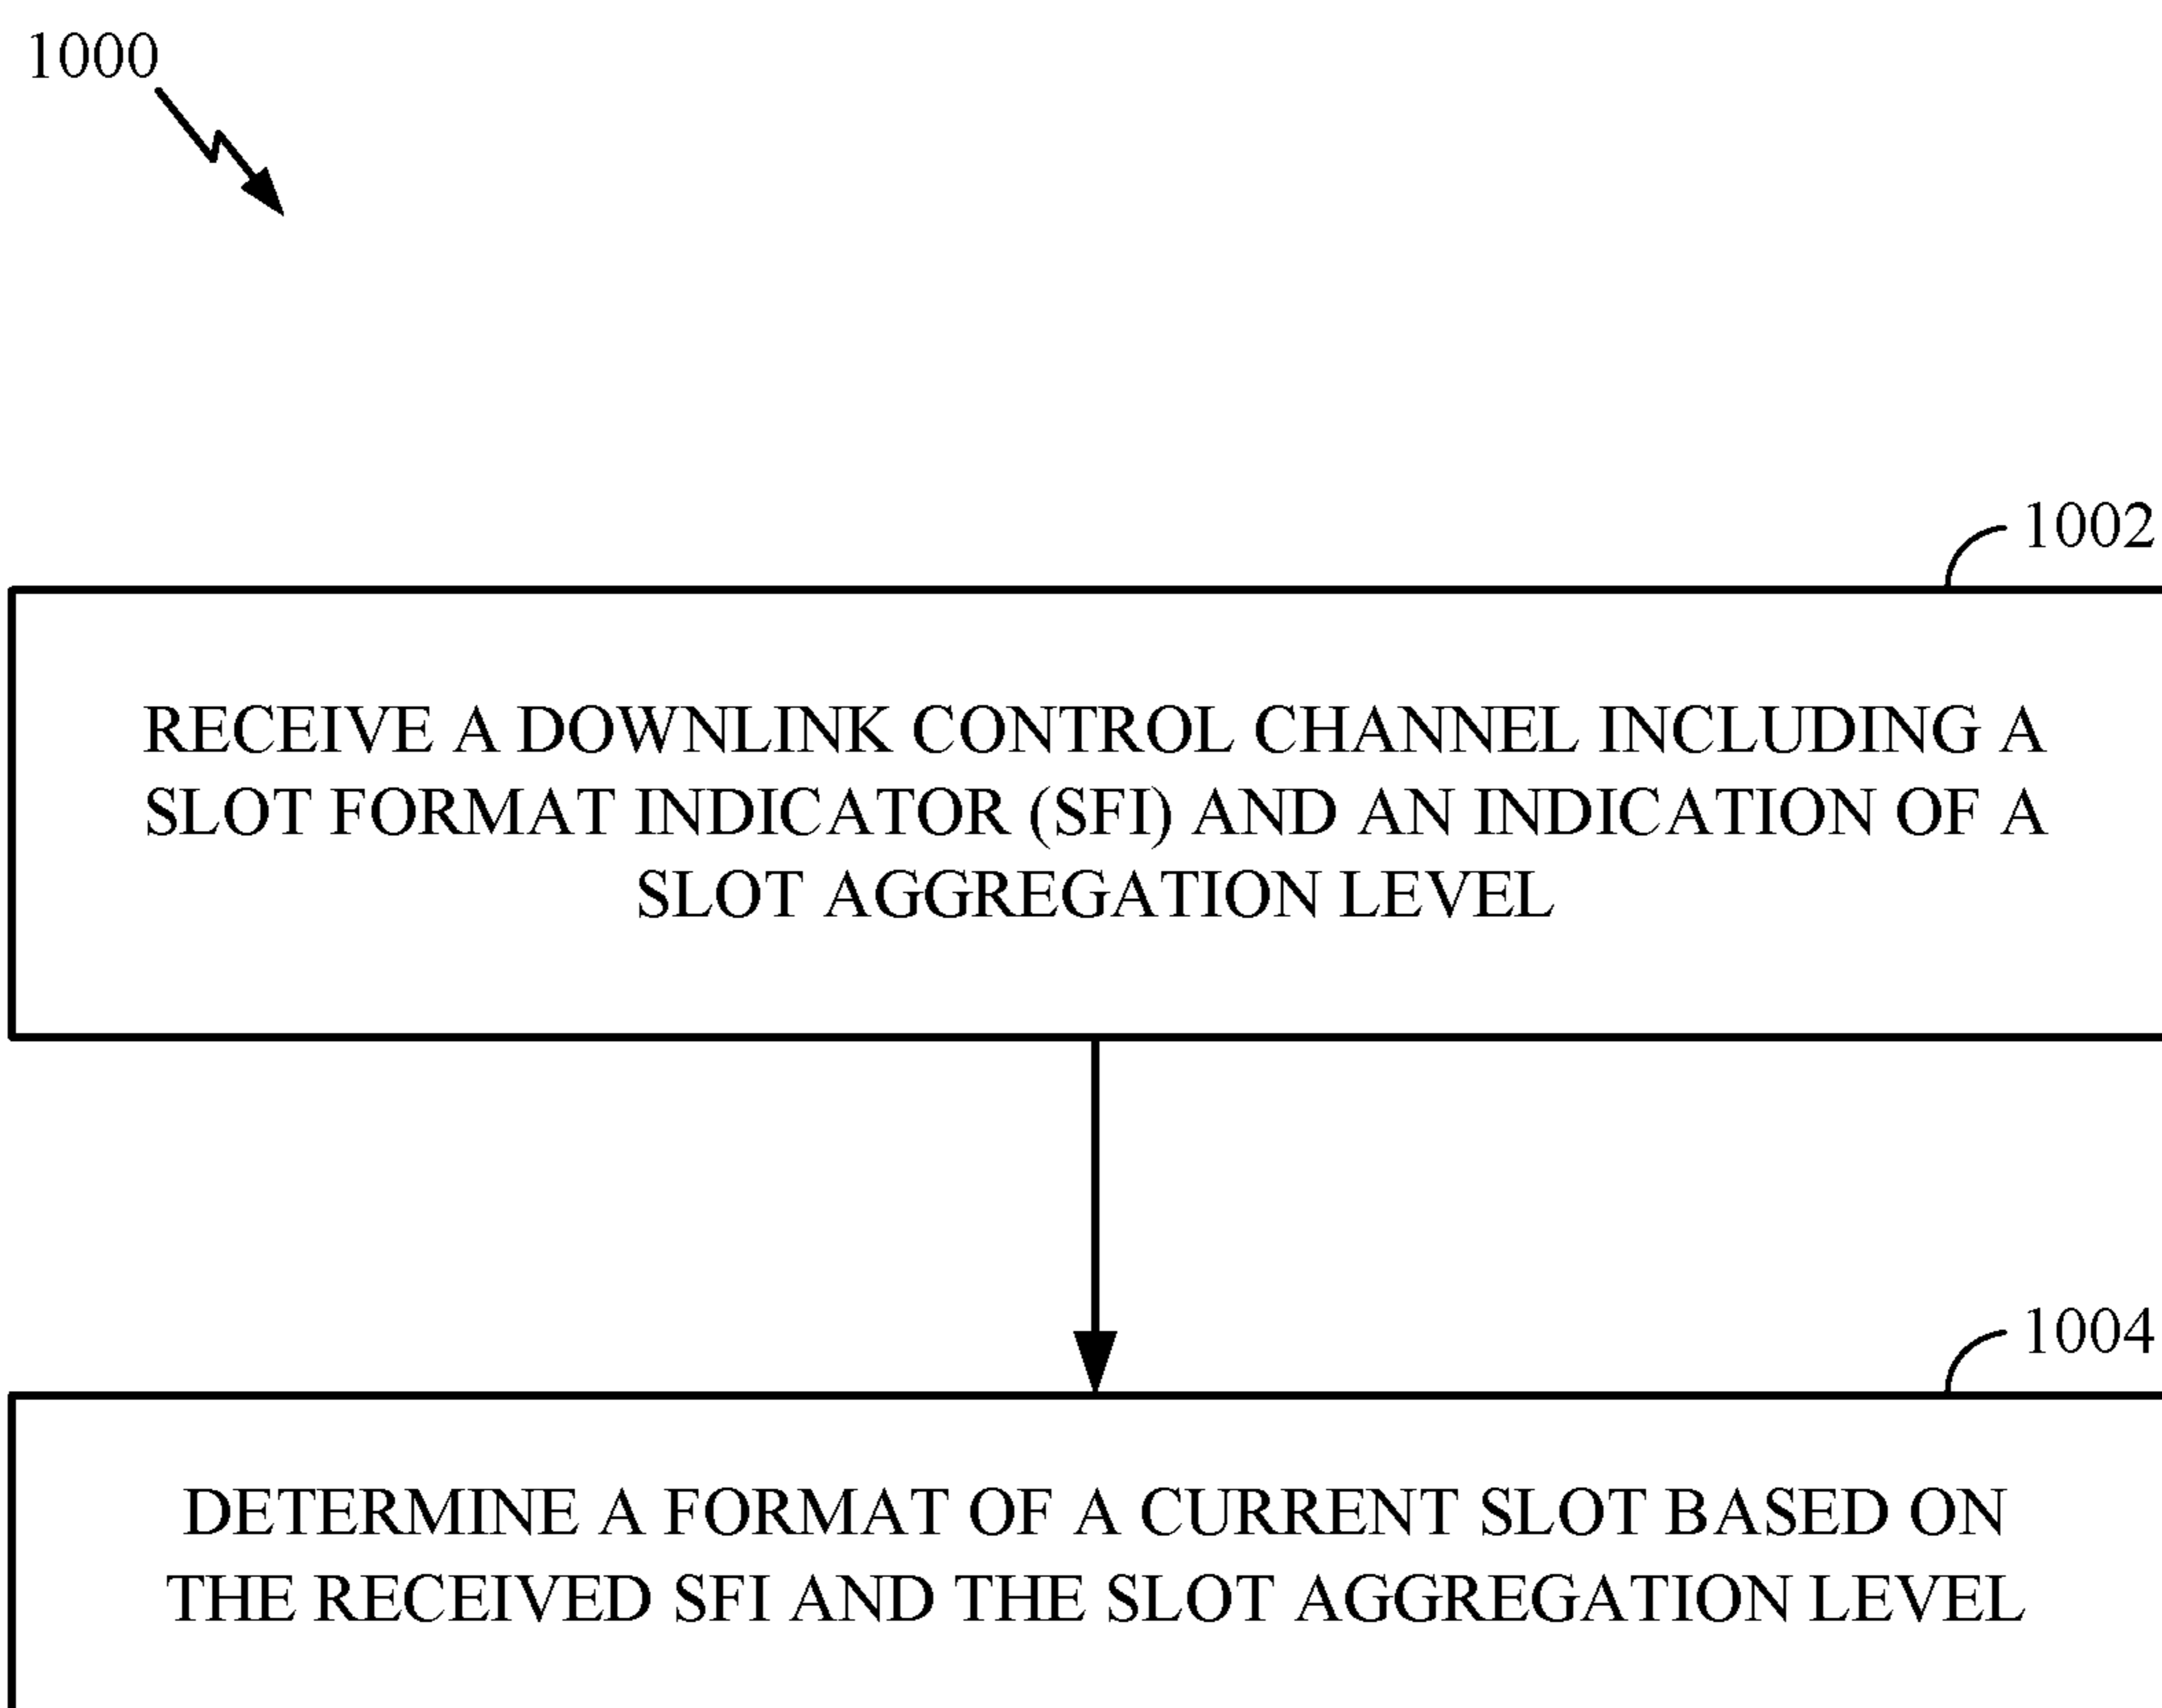 1000
1002
RECEIVE A DOWNLINK CONTROL CHANNEL INCLUDING A
SLOT FORMAT INDICATOR (SFI) AND AN INDICATION OF A
SLOT AGGREGATION LEVEL
1004
DETERMINE A FORMAT OF A CURRENT SLOT BASED ON
THE RECEIVED SFI AND THE SLOT AGGREGATION LEVEL